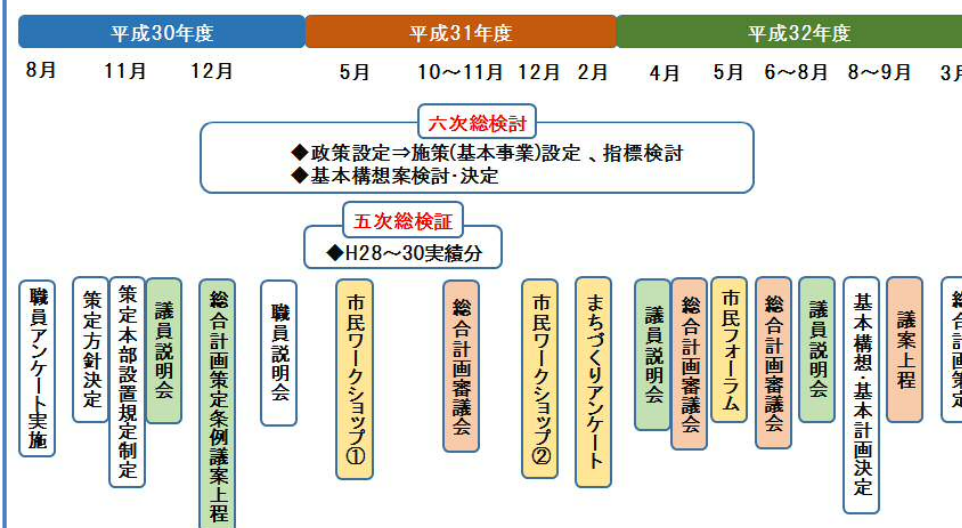 平成30年度
平成31年度
平成32年度
8月
11月
12月
5月
10～11月
12月
2月
4月
5月
6～8月
8～9月
3月
六次総検討
◆政策設定⇒施策(基本事業)設定 、指標検討
◆基本構想案検討・決定
五次総検証
◆H28～30実績分
職員アンケート実施
策定方針決定
策定本部設置規定制定
議員説明会
総合計画策定条例議案上程
職員説明会
市民ワークショップ①
総合計画審議会
市民ワークショップ②
まちづくりアンケート
議員説明会
総合計画審議会
市民フォーラム
総合計画審議会
議員説明会
基本構想・基本計画決定
議案上程
総合計画策定